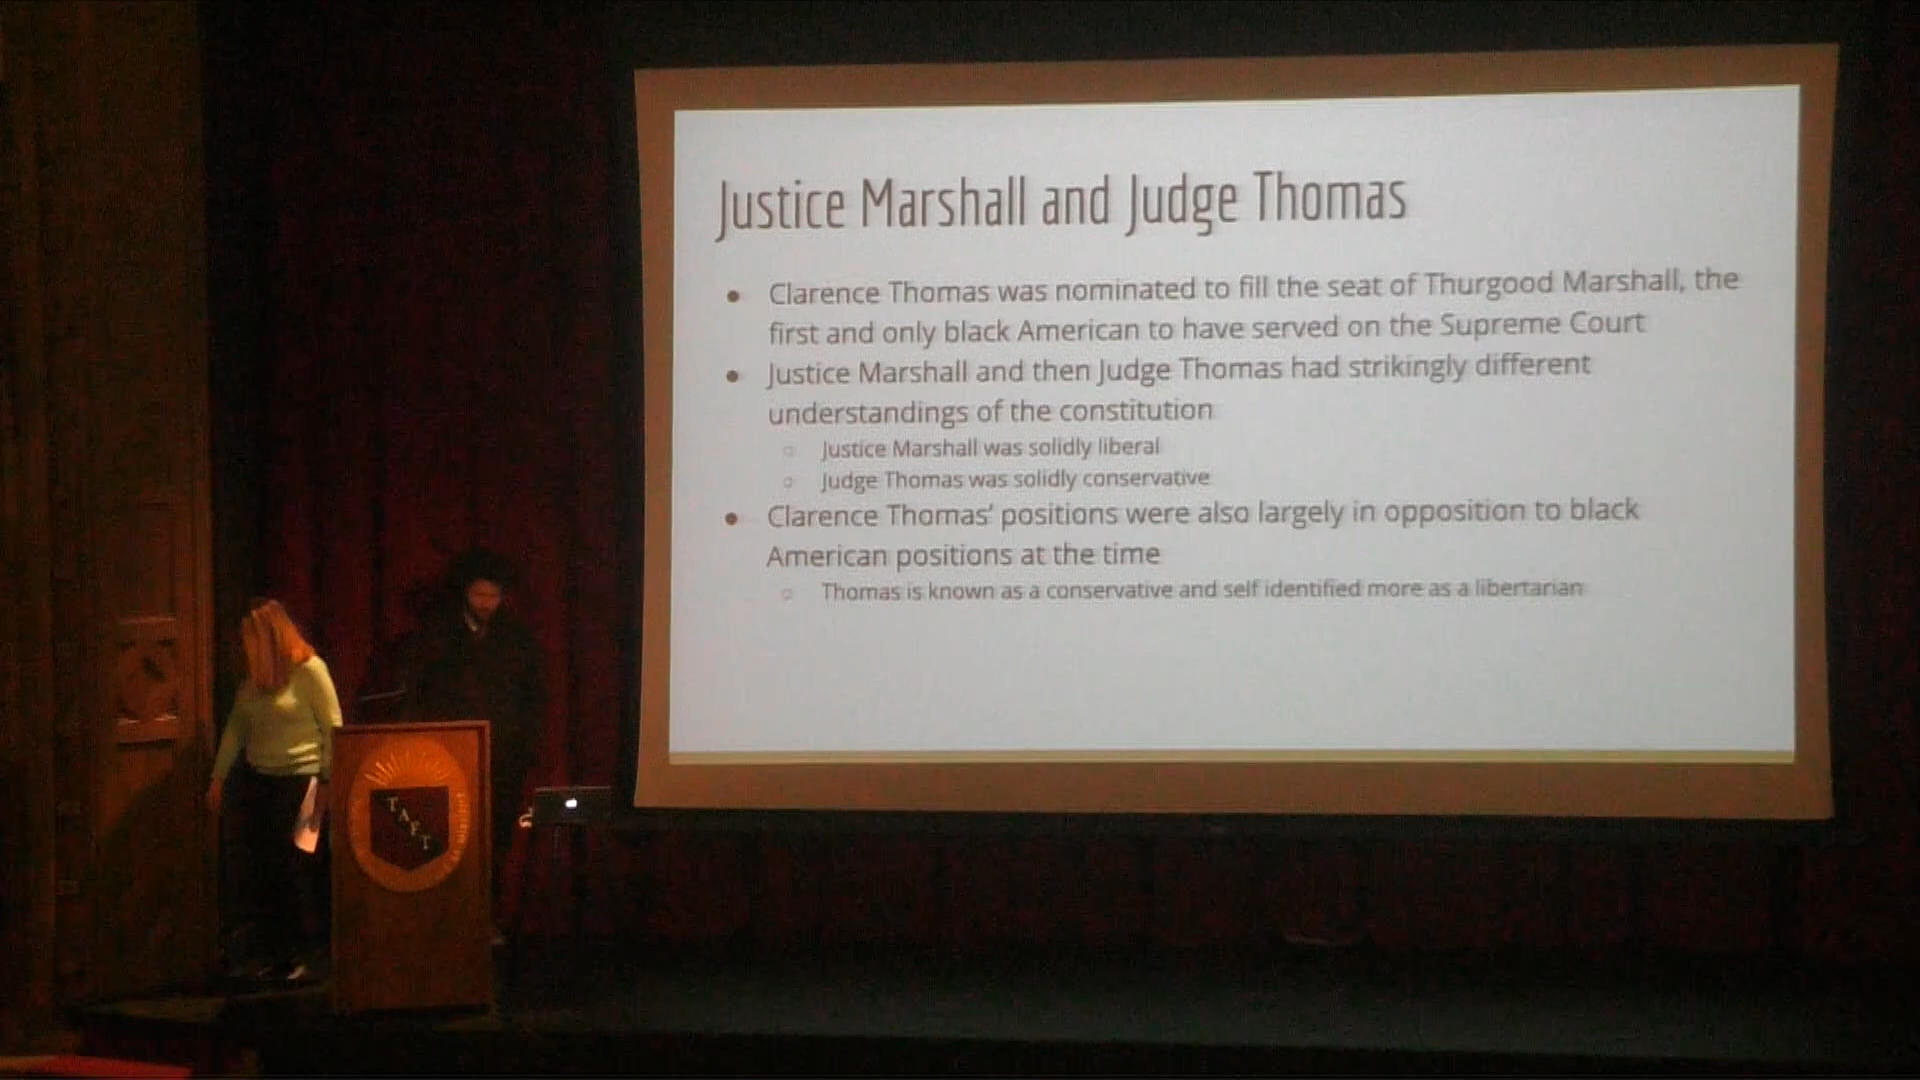 Justice Marshall and Judge Thomas
● Clarence Thomas was nominated to fill the seat of Thurgood Marshall, the
first and only black American to have served on the Supreme Court
● Justice Marshall and then Judge Thomas had strikingly different
understandings of the constitution
○ Justice Marshall was solidly liberal
○ Judge Thomas was solidly conservative
● Clarence Thomas' positions were also largely in opposition to black
American positions at the time
○ Thomas is known as a conservative and self identified more as a libertarian
TAFT